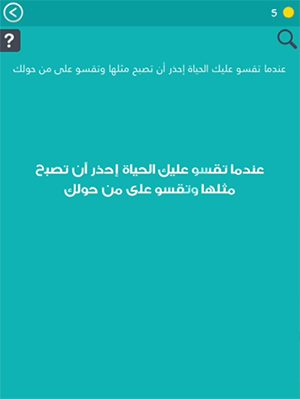 5
?
عندما تقسو عليك الحياة إحذر أن تصبح مثلها وتقسو على من حولك
عندما تقسو عليك الحياة إحذر أن تصبح
مثلها وتقسو على من حولك